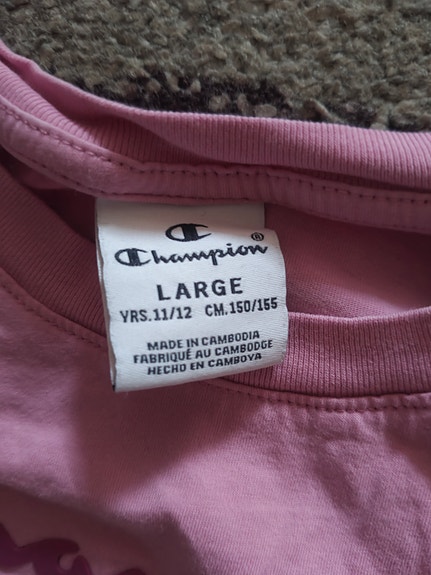 Champion®
LARGE
YRS.11/12 CM.150/155
MADE IN CAMBODIA
FABRIQUÉ AU CAMBODGE
HECHO EN CAMBOYA